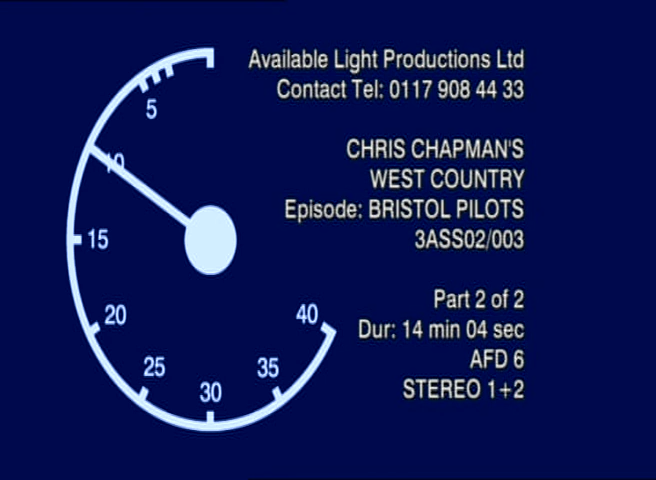 Available Light Productions Ltd
Contact Tel: 0117 908 44 33
CHRIS CHAPMAN'S
WEST COUNTRY
Episode: BRISTOL PILOTS
3ASS02/003
Part 2 of 2
Dur: 14 min 04 sec
AFD 6
STEREO 1+2
5
10
15
20
25
30
35
40